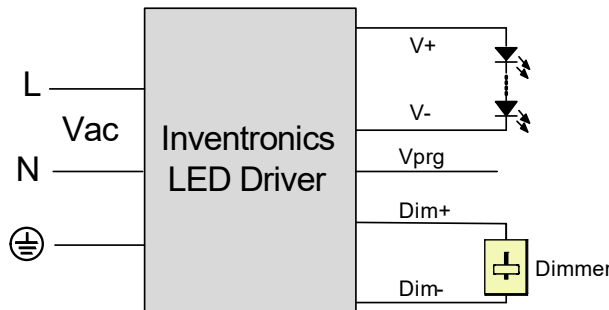 V+
L
Vac
V-
Inventronics
LED Driver
N
Vprg
Dim+
Dimmer
Dim-